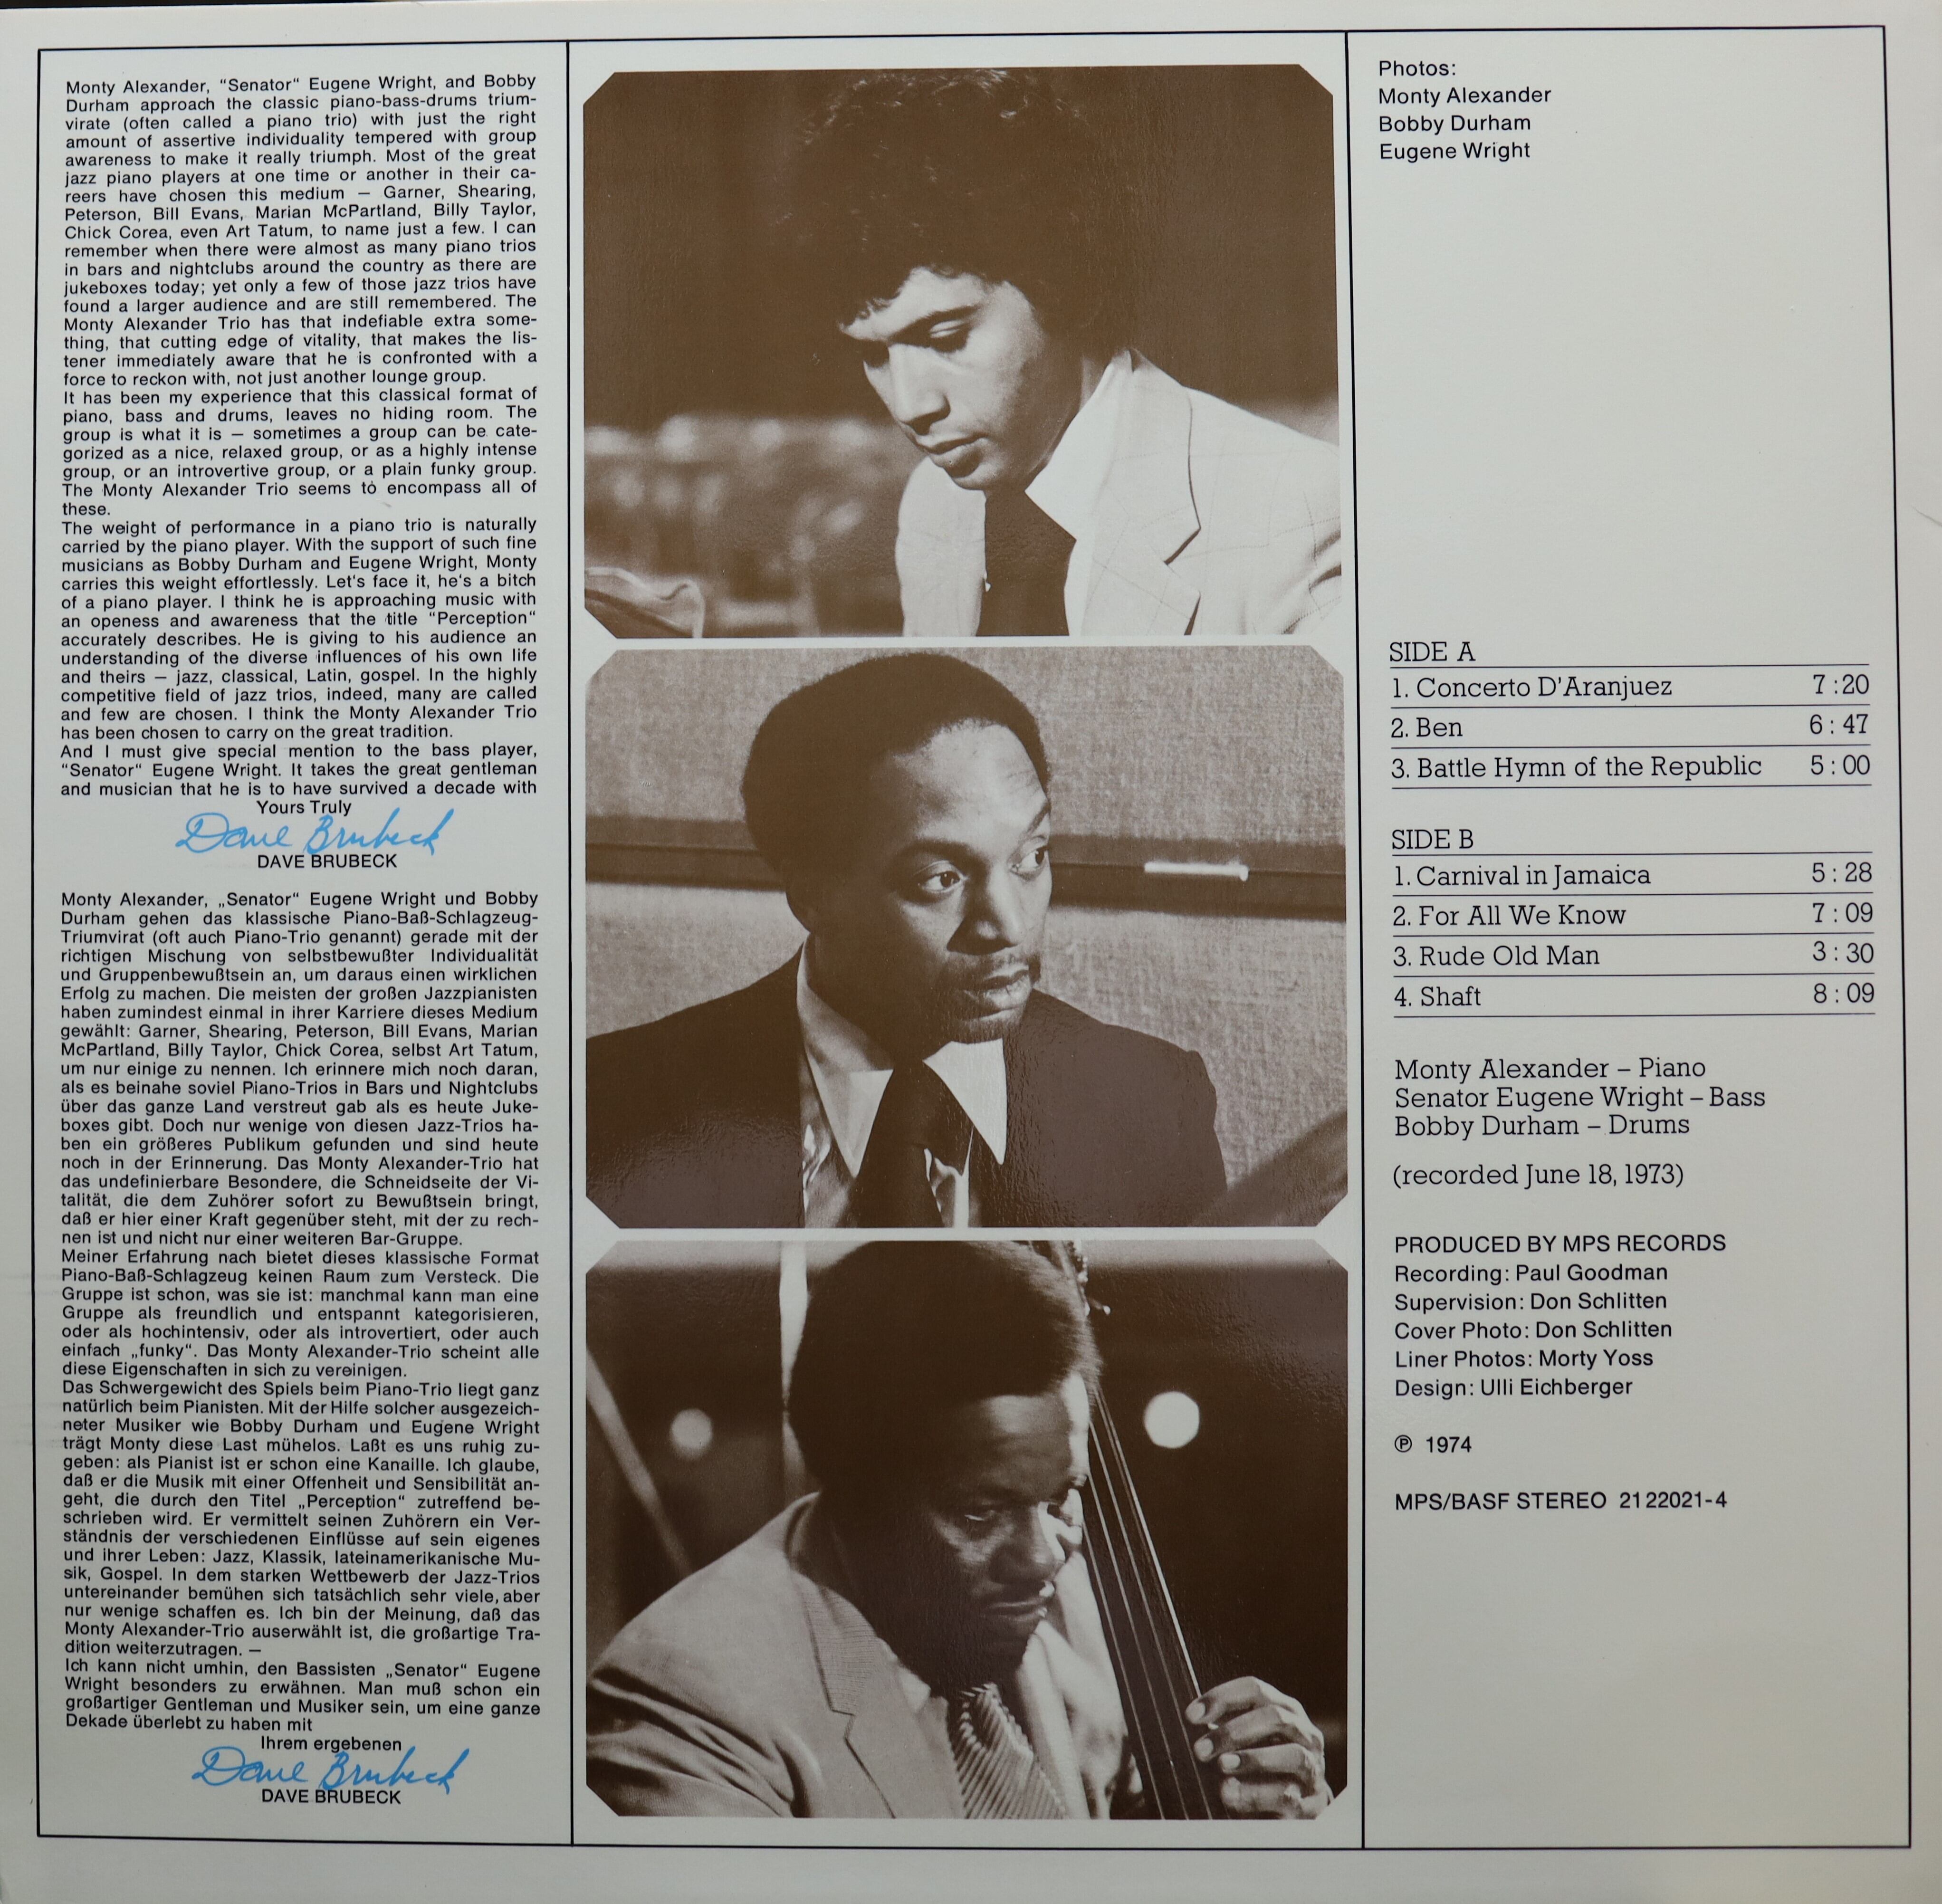 Monty Alexander, “Senator“ Eugene Wright, and Bobby
Durham approach the classic piano-bass-drums trium-
virate (often called a piano trio) with just the right
amount of assertive individuality tempered with group
awareness to make it really triumph. Most of the great
jazz piano players at one time or another in their ca-
reers have chosen this medium — Garner, Shearing,
Peterson, Bill Evans, Marian McPartland, Billy Taylor,
Chick Corea, even Art Tatum, to name just a few. I can
remember when there were almost as many piano trios
in bars and nightclubs around the country as there are
jukeboxes today; yet only a few of those jazz trios have
found a larger audience and are still remembered. The
Monty Alexander Trio has that indefiable extra some-
thing, that cutting edge of vitality, that makes the lis-
tener immediately aware that he is confronted with a
force to reckon with, not just another lounge group.
It has been my experience that this classical format of
piano, bass and drums, leaves no hiding room. The
group is what it is — sometimes a group can be cate-
gorized as a nice, relaxed group, or as a highly intense
group, or an introvertive group, or a plain funky group.
The Monty Alexander Trio seems to encompass all of
these.
The weight of performance in a piano trio is naturally
carried by the piano player. With the support of such fine
musicians as Bobby Durham and Eugene Wright, Monty
carries this weight effortlessly. Let‘s face it, he‘s a bitch
of a piano player. I think he is approaching music with
an openess and awareness that the title “Perception“
accurately describes. He is giving to his audience an
understanding of the diverse influences of his own life
and theirs — jazz, classical, Latin, gospel. In the highly
competitive field of jazz trios, indeed, many are called
and few are chosen. I think the Monty Alexander Trio
has been chosen to carry on the great tradition.
And I must give special mention to the bass player,
“Senator“ Eugene Wright. It takes the great gentleman
and musician that he is to have survived a decade with
Yours Truly
Dave Brubeck
DAVE BRUBECK
Monty Alexander, „Senator“ Eugene Wright und Bobby
Durham gehen das klassische Piano-Baß-Schlagzeug-
Triumvirat (oft auch Piano-Trio genannt) gerade mit der
richtigen Mischung von selbstbewußter Individualität
und Gruppenbewußtsein an, um daraus einen wirklichen
Erfolg zu machen. Die meisten der großen Jazzpianisten
haben zumindest einmal in ihrer Karriere dieses Medium
gewählt: Garner, Shearing, Peterson, Bill Evans, Marian
McPartland, Billy Taylor, Chick Corea, selbst Art Tatum,
um nur einige zu nennen. Ich erinnere mich noch daran,
als es beinahe soviel Piano-Trios in Bars und Nightclubs
über das ganze Land verstreut gab als es heute Juke-
boxes gibt. Doch nur wenige von diesen Jazz-Trios ha-
ben ein größeres Publikum gefunden und sind heute
noch in der Erinnerung. Das Monty Alexander-Trio hat
das undefinierbare Besondere, die Schneidseite der Vi-
talität, die dem Zuhörer sofort zu Bewußtsein bringt,
daß er hier einer Kraft gegenüber steht, mit der zu rech-
nen ist und nicht nur einer weiteren Bar-Gruppe.
Meiner Erfahrung nach bietet dieses klassische Format
Piano-Baß-Schlagzeug keinen Raum zum Versteck. Die
Gruppe ist schon, was sie ist: manchmal kann man eine
Gruppe als freundlich und entspannt kategorisieren,
oder als hochintensiv, oder als introvertiert, oder auch
einfach „funky“. Das Monty Alexander-Trio scheint alle
diese Eigenschaften in sich zu vereinigen.
Das Schwergewicht des Spiels beim Piano-Trio liegt ganz
natürlich beim Pianisten. Mit der Hilfe solcher ausgezeich-
neter Musiker wie Bobby Durham und Eugene Wright
trägt Monty diese Last mühelos. Laßt es uns ruhig zu-
geben: als Pianist ist er schon eine Kanaille. Ich glaube,
daß er die Musik mit einer Offenheit und Sensibilität an-
geht, die durch den Titel „Perception“ zutreffend be-
schrieben wird. Er vermittelt seinen Zuhörern ein Ver-
ständnis der verschiedenen Einflüsse auf sein eigenes
und ihrer Leben: Jazz, Klassik, lateinamerikanische Mu-
sik, Gospel. In dem starken Wettbewerb der Jazz-Trios
untereinander bemühen sich tatsächlich sehr viele, aber
nur wenige schaffen es. Ich bin der Meinung, daß das
Monty Alexander-Trio auserwählt ist, die großartige Tra-
dition weiterzutragen. —
Ich kann nicht umhin, den Bassisten „Senator“ Eugene
Wright besonders zu erwähnen. Man muß schon ein
großartiger Gentleman und Musiker sein, um eine ganze
Dekade überlebt zu haben mit
Ihrem ergebenen
Dave Brubeck
DAVE BRUBECK
Photos:
Monty Alexander
Bobby Durham
Eugene Wright
SIDE A
1. Concerto D'Aranjuez 7:20
2. Ben 6:47
3. Battle Hymn of the Republic 5:00
SIDE B
1. Carnival in Jamaica 5:28
2. For All We Know 7:09
3. Rude Old Man 3:30
4. Shaft 8:09
Monty Alexander – Piano
Senator Eugene Wright – Bass
Bobby Durham – Drums
(recorded June 18, 1973)
PRODUCED BY MPS RECORDS
Recording: Paul Goodman
Supervision: Don Schlitten
Cover Photo: Don Schlitten
Liner Photos: Morty Yoss
Design: Ulli Eichberger
℗ 1974
MPS/BASF STEREO 21 22021-4